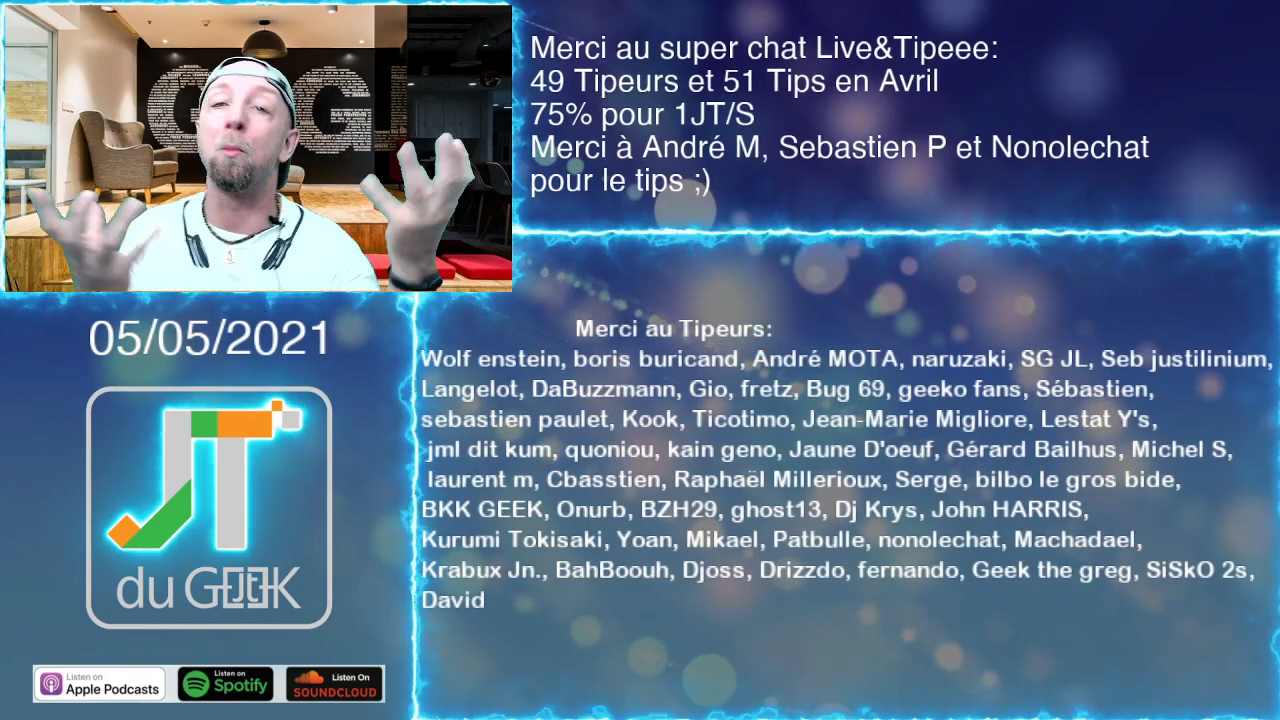 Merci au super chat Live&Tipeee:
49 Tipeurs et 51 Tips en Avril
75% pour 1JT/S
Merci à André M, Sebastien P et Nonolechat
pour le tips ;)
05/05/2021
Merci au Tipeurs:
Wolf enstein, boris buricand, André MOTA, naruzaki, SG JL, Seb justilinium,
Langelot, DaBuzzmann, Gio, fretz, Bug 69, geeko fans, Sébastien,
sebastien paulet, Kook, Ticotimo, Jean-Marie Migliore, Lestat Y's,
jml dit kum, quoniou, kain geno, Jaune D'oeuf, Gérard Bailhus, Michel S,
laurent m, Cbasstien, Raphaël Millerioux, Serge, bilbo le gros bide,
BKK GEEK, Onurb, BZH29, ghost13, Dj Krys, John HARRIS,
Kurumi Tokisaki, Yoan, Mikael, Patbulle, nonolechat, Machadael,
Krabux Jn., BahBoouh, Djoss, Drizzdo, fernando, Geek the greg, SiSkO 2s,
David
JT
du GEEK
Listen on
Apple Podcasts
Listen on
Spotify
Listen On
SOUNDCLOUD